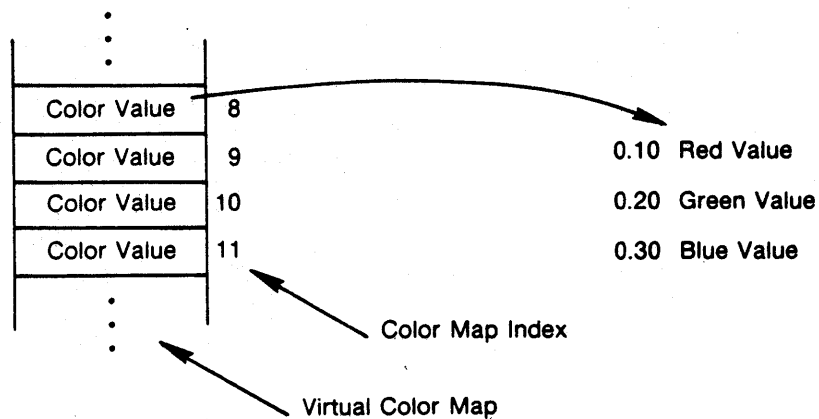 Color Value 8
Color Value 9
Color Value 10
Color Value 11
0.10 Red Value
0.20 Green Value
0.30 Blue Value
Color Map Index
Virtual Color Map